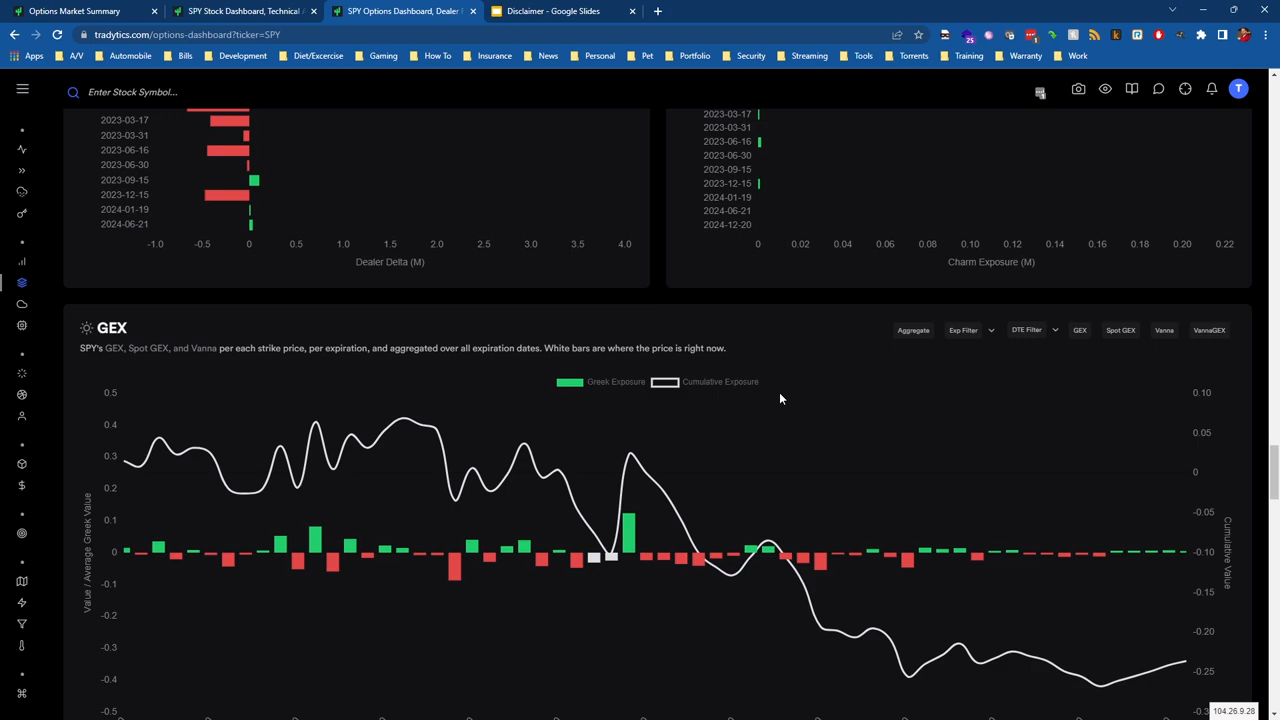 Options Market Summary
SPY Stock Dashboard, Technical A
SPY Options Dashboard, Dealer F
Disclaimer - Google Slides
tradytics.com/options-dashboard?ticker=SPY
Apps A/V Automobile Bills Development Diet/Excercise Gaming How To Insurance News Personal Pet Portfolio Security Streaming Tools Torrents Training Warranty Work
Enter Stock Symbol...
T
2023-03-17
2023-03-31
2023-06-16
2023-06-30
2023-09-15
2023-12-15
2024-01-19
2024-06-21
-1.0 -0.5 0 0.5 1.0 1.5 2.0 2.5 3.0 3.5 4.0
Dealer Delta (M)
2023-03-17
2023-03-31
2023-06-16
2023-06-30
2023-09-15
2023-12-15
2024-01-19
2024-06-21
2024-12-20
0 0.02 0.04 0.06 0.08 0.10 0.12 0.14 0.16 0.18 0.20 0.22
Charm Exposure (M)
GEX
Aggregate Exp Filter DTE Filter GEX Spot GEX Vanna VannaGEX
SPY's GEX, Spot GEX, and Vanna per each strike price, per expiration, and aggregated over all expiration dates. White bars are where the price is right now.
Greek Exposure Cumulative Exposure
0.5
0.4
0.3
0.2
0.1
0
-0.1
-0.2
-0.3
-0.4
-0.5
Value / Average Greek Value
0.10
0.05
0
-0.05
-0.10
-0.15
-0.20
-0.25
Cumulative Value
104.26.9.28